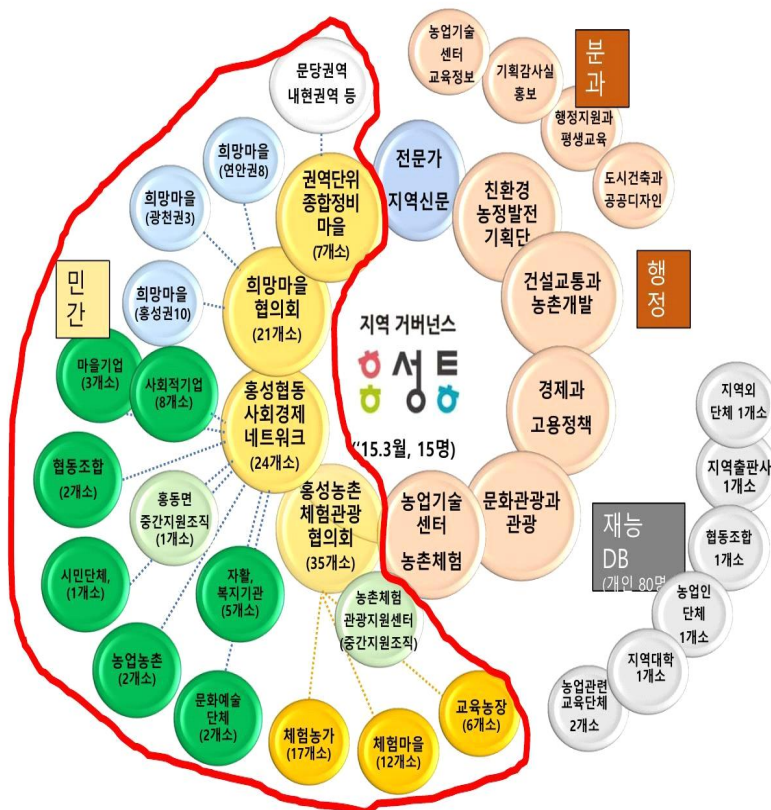 문당권역
내현권역 등
농업기술
센터
교육정보
분
과
기획감사실
홍보
행정지원과
평생교육
도시건축과
공공디자인
희망마을
(연안권8)
희망마을
(광천권3)
희망마을
(홍성권10)
민
간
권역단위
종합정비
마을
(7개소)
전문가
지역신문
친환경
농정발전
기획단
행
정
희망마을
협의회
(21개소)
건설교통과
농촌개발
지역 거버넌스
홍성통
(‘15.3월, 15명)
마을기업
(3개소)
사회적기업
(8개소)
홍성협동
사회경제
네트워크
(24개소)
경제과
고용정책
협동조합
(2개소)
홍동면
중간지원조직
(1개소)
홍성농촌
체험관광
협의회
(35개소)
농업기술
센터
농촌체험
문화관광과
관광
시민단체,
(1개소)
자활,
복지기관
(5개소)
농촌체험
관광지원센터
(중간지원조직)
농업농촌
(2개소)
문화예술
단체
(2개소)
체험농가
(17개소)
체험마을
(12개소)
교육농장
(6개소)
재능
DB
(개인 80명
지역외
단체 1개소
지역출판사
1개소
협동조합
1개소
농업인
단체
1개소
지역대학
1개소
농업관련
교육단체
2개소